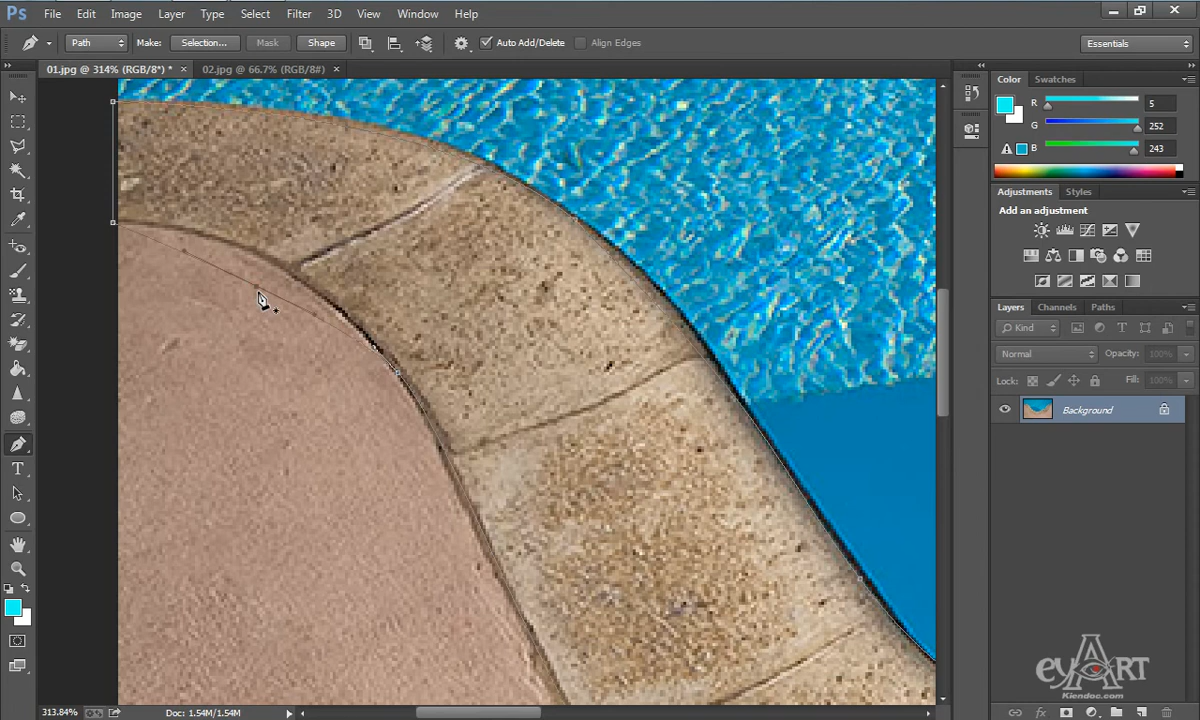 Ps File Edit Image Layer Type Select Filter 3D View Window Help
Path Make: Selection... Mask Shape Auto Add/Delete Align Edges Essentials
01.jpg @ 314% (RGB/8*) * × 02.jpg @ 66.7% (RGB/8#) ×
Color Swatches
R 5
G 252
B 243
Adjustments Styles
Add an adjustment
Layers Channels Paths
Kind
Normal Opacity: 100%
Lock: Fill: 100%
Background
eyART
Kiendoc.com
313.84% Doc: 1.54M/1.54M